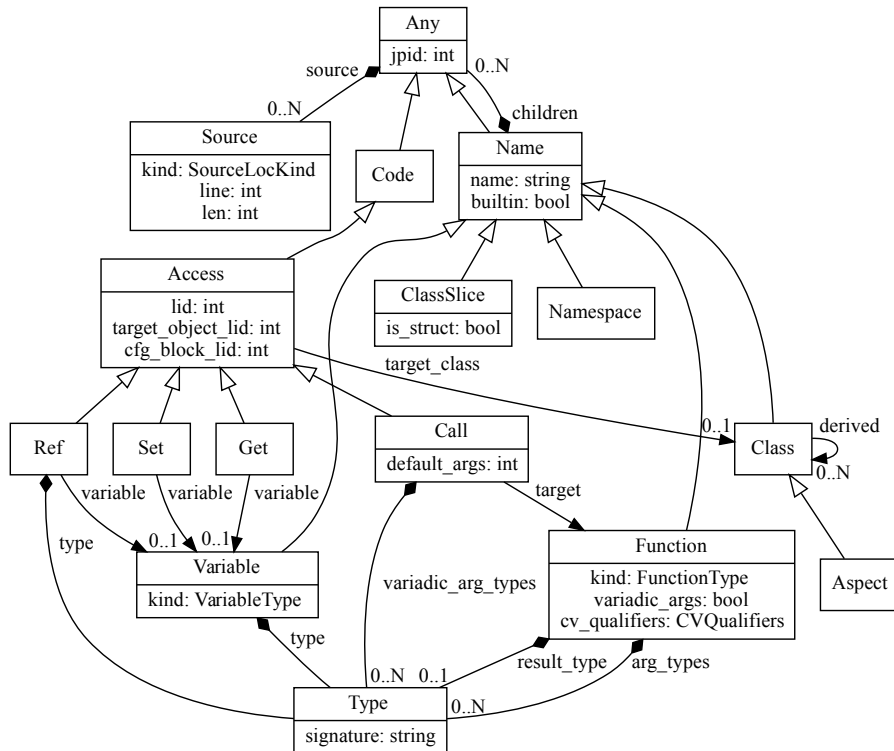 Any
jpid: int
source
0..N
children
0..N
Source
kind: SourceLocKind
line: int
len: int
Code
Name
name: string
builtin: bool
Access
lid: int
target_object_lid: int
cfg_block_lid: int
ClassSlice
is_struct: bool
Namespace
target_class
0..1
Ref
Set
Get
Call
default_args: int
Class
derived
0..N
variable
variable
variable
target
type
0..1
0..1
Variable
kind: VariableType
variadic_arg_types
Function
kind: FunctionType
variadic_args: bool
cv_qualifiers: CVQualifiers
Aspect
type
result_type
arg_types
0..N
0..1
0..N
Type
signature: string